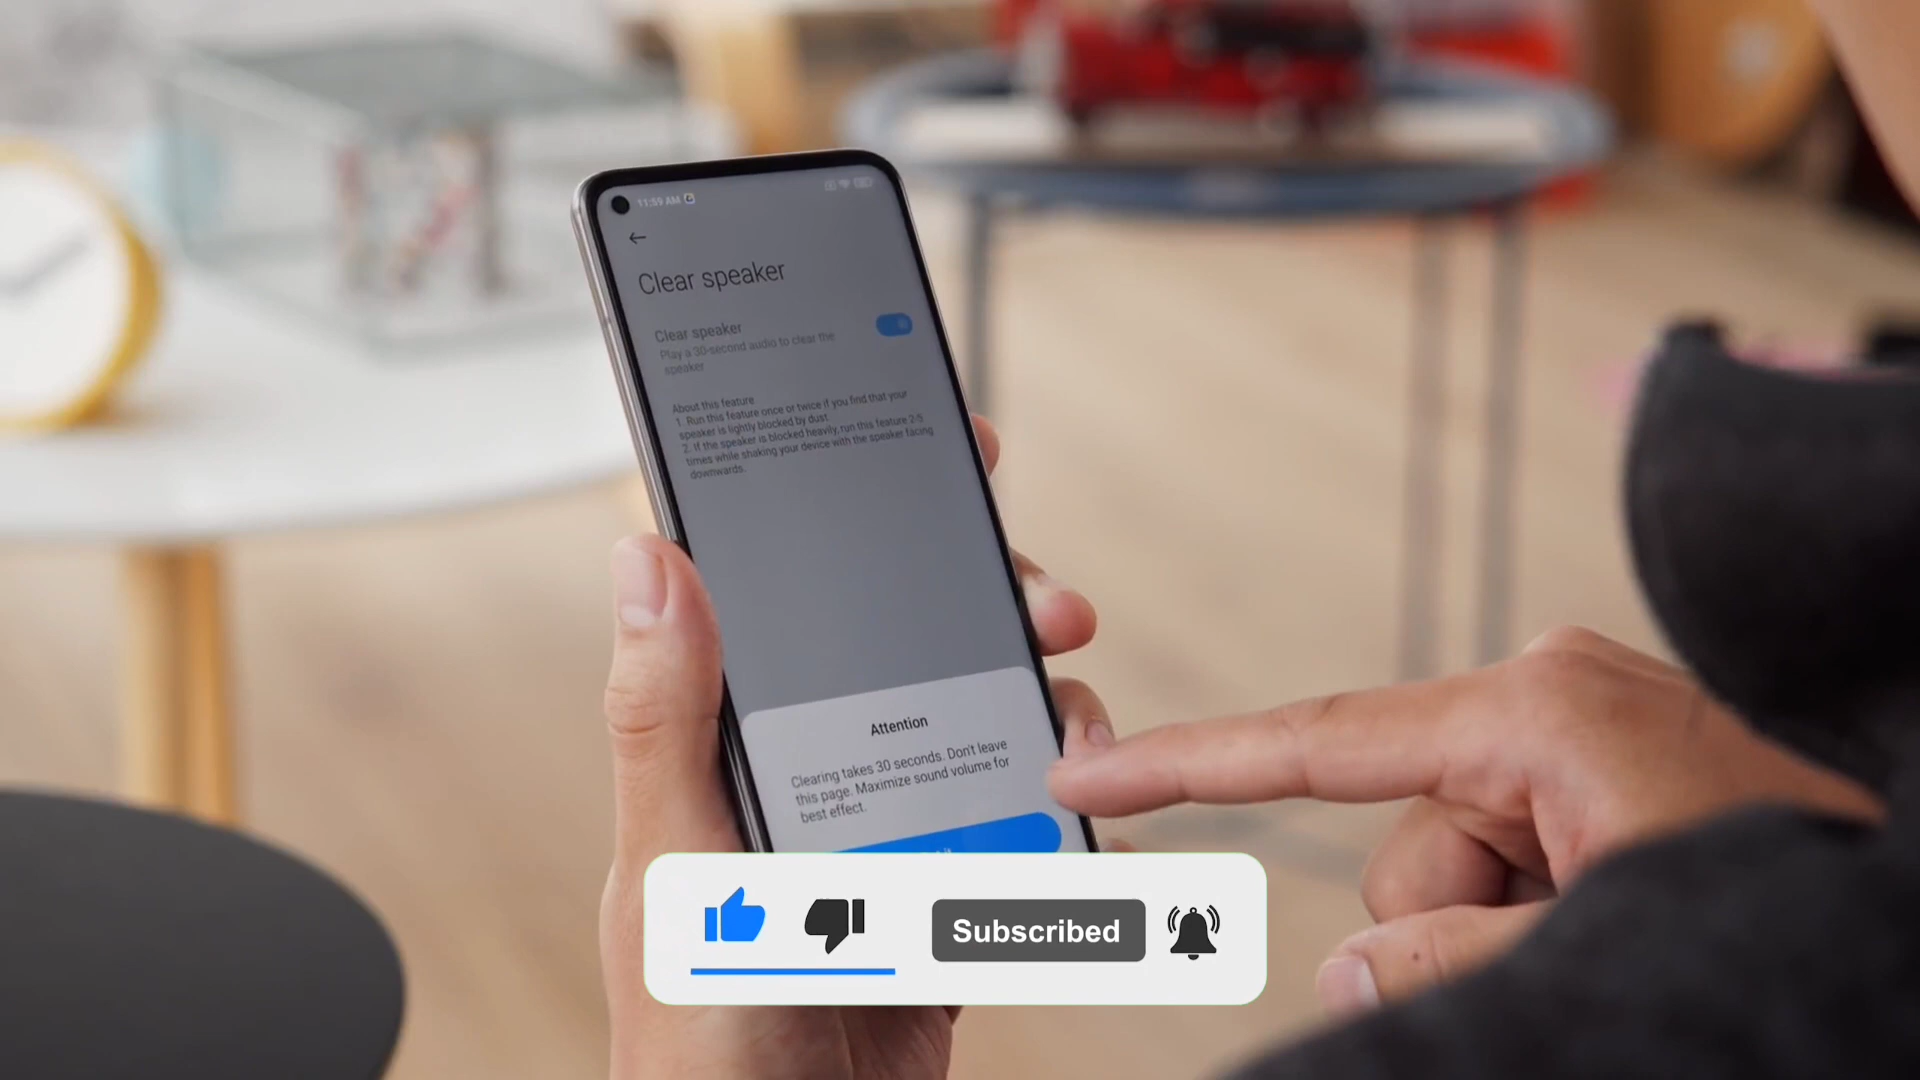 11:59 AM
Clear speaker
Clear speaker
Play a 30-second audio to clear the
speaker
About this feature
1. Run this feature once or twice if you find that your
speaker is lightly blocked by dust.
2. If the speaker is blocked heavily, run this feature 2-5
times while shaking your device with the speaker facing
downwards.
Attention
Clearing takes 30 seconds. Don't leave
this page. Maximize sound volume for
best effect.
Subscribed